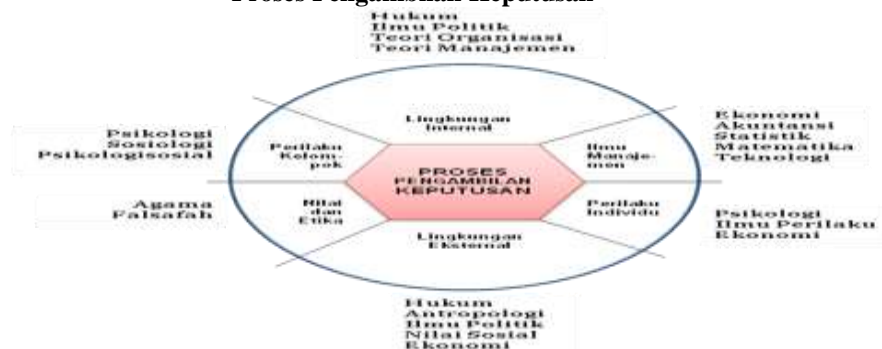 Proses Pengambilan Keputusan
Hukum
Ilmu Politik
Teori Organisasi
Teori Manajemen
Lingkungan
Internal
Psikologi
Sosiologi
Psikologisosial
Perilaku
Kelom-
pok
Ilmu
Manaje-
men
Ekonomi
Akuntansi
Statistik
Matematika
Teknologi
PROSES
PENGAMBILAN
KEPUTUSAN
Agama
Falsafah
Nilai
dan
Etika
Perilaku
Individu
Psikologi
Ilmu Perilaku
Ekonomi
Lingkungan
Eksternal
Hukum
Antropologi
Ilmu Politik
Nilai Sosial
Ekonomi